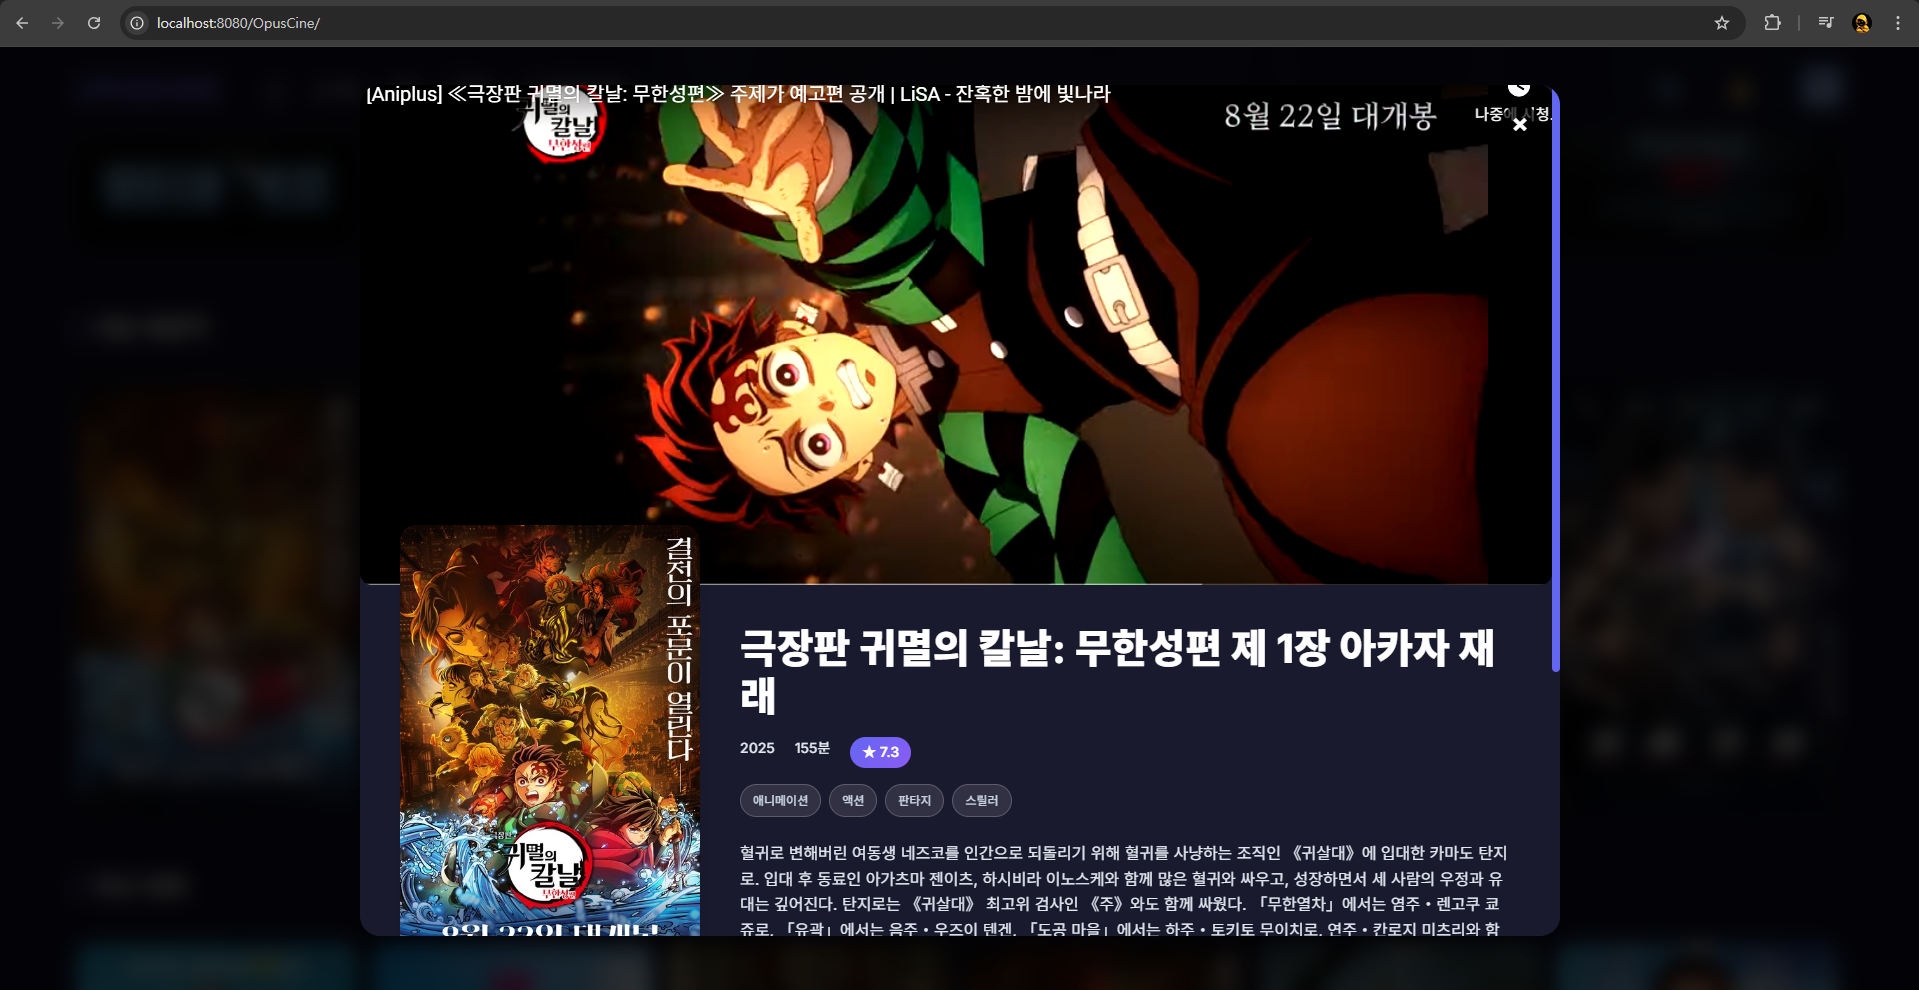 localhost:8080/OpusCine/
[Aniplus] ≪극장판 귀멸의 칼날: 무한성편≫ 주제가 예고편 공개 | LiSA - 잔혹한 밤에 빛나라
귀멸의
칼날
무한성편
8월 22일 대개봉
나중에 시청
결전의 포문이 열린다
극장판
귀멸의
칼날
무한성편
8월 22일 대개봉
극장판 귀멸의 칼날: 무한성편 제 1장 아카자 재
래
2025 155분 ★ 7.3
애니메이션 액션 판타지 스릴러
혈귀로 변해버린 여동생 네즈코를 인간으로 되돌리기 위해 혈귀를 사냥하는 조직인 《귀살대》에 입대한 카마도 탄지
로. 입대 후 동료인 아가츠마 젠이츠, 하시비라 이노스케와 함께 많은 혈귀와 싸우고, 성장하면서 세 사람의 우정과 유
대는 깊어진다. 탄지로는 《귀살대》 최고위 검사인 《주》와도 함께 싸웠다. 「무한열차」에서는 염주・렌고쿠 쿄
쥬로, 「유곽」에서는 음주・우즈이 텐겐, 「도공 마을」에서는 하주・토키토 무이치로, 연주・칸로지 미츠리와 함